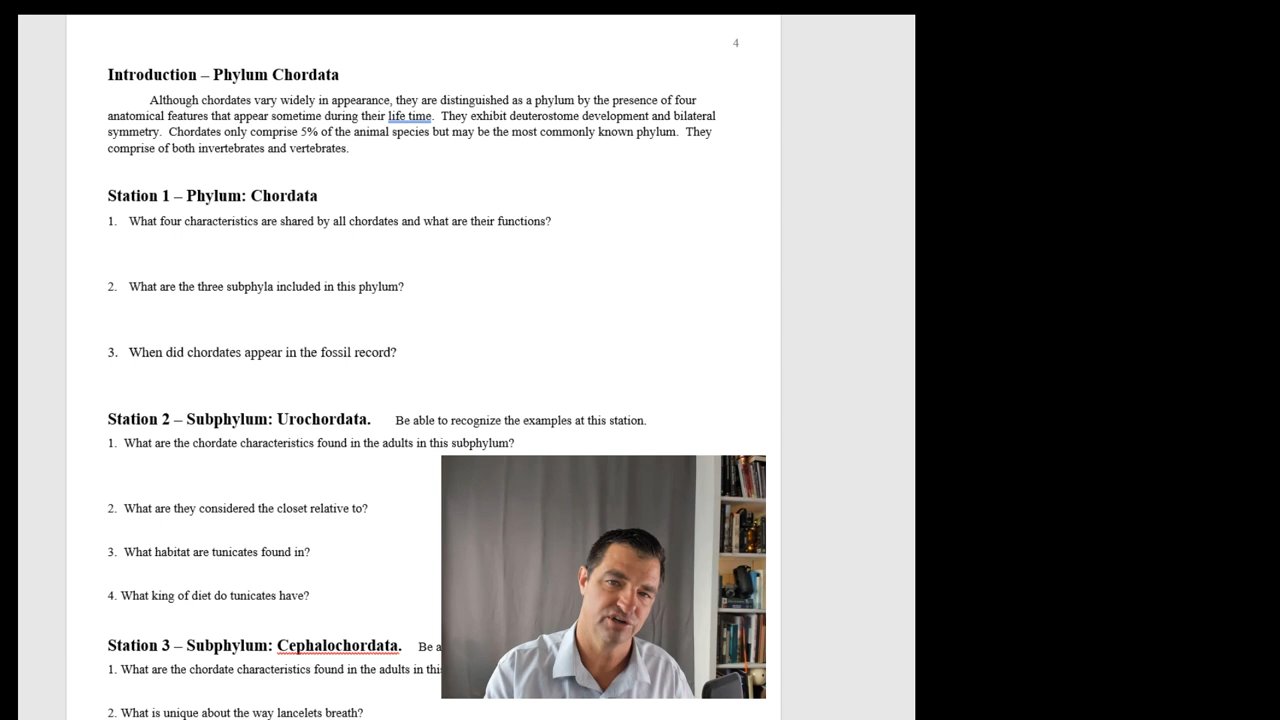 4
Introduction – Phylum Chordata
Although chordates vary widely in appearance, they are distinguished as a phylum by the presence of four
anatomical features that appear sometime during their life time.  They exhibit deuterostome development and bilateral
symmetry.  Chordates only comprise 5% of the animal species but may be the most commonly known phylum.  They
comprise of both invertebrates and vertebrates.
Station 1 – Phylum: Chordata
1. What four characteristics are shared by all chordates and what are their functions?
2. What are the three subphyla included in this phylum?
3. When did chordates appear in the fossil record?
Station 2 – Subphylum: Urochordata. Be able to recognize the examples at this station.
1. What are the chordate characteristics found in the adults in this subphylum?
2. What are they considered the closet relative to?
3. What habitat are tunicates found in?
4. What king of diet do tunicates have?
Station 3 – Subphylum: Cephalochordata. Be a
1. What are the chordate characteristics found in the adults in thi
2. What is unique about the way lancelets breath?